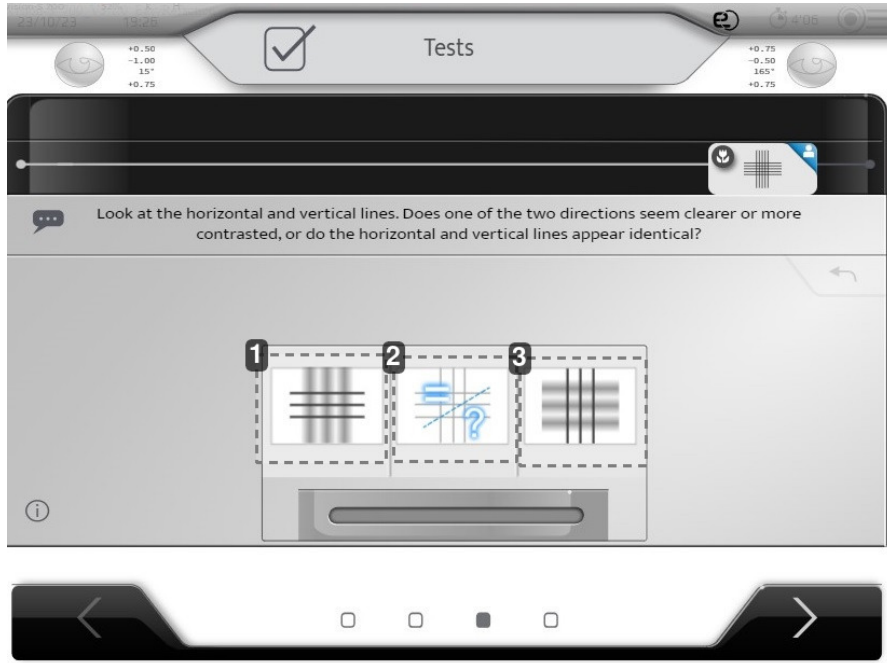 23/10/23 19:26
4'06
Tests
+0.50
-1.00
15°
+0.75
+0.75
-0.50
165°
+0.75
Look at the horizontal and vertical lines. Does one of the two directions seem clearer or more
contrasted, or do the horizontal and vertical lines appear identical?
1 2 3